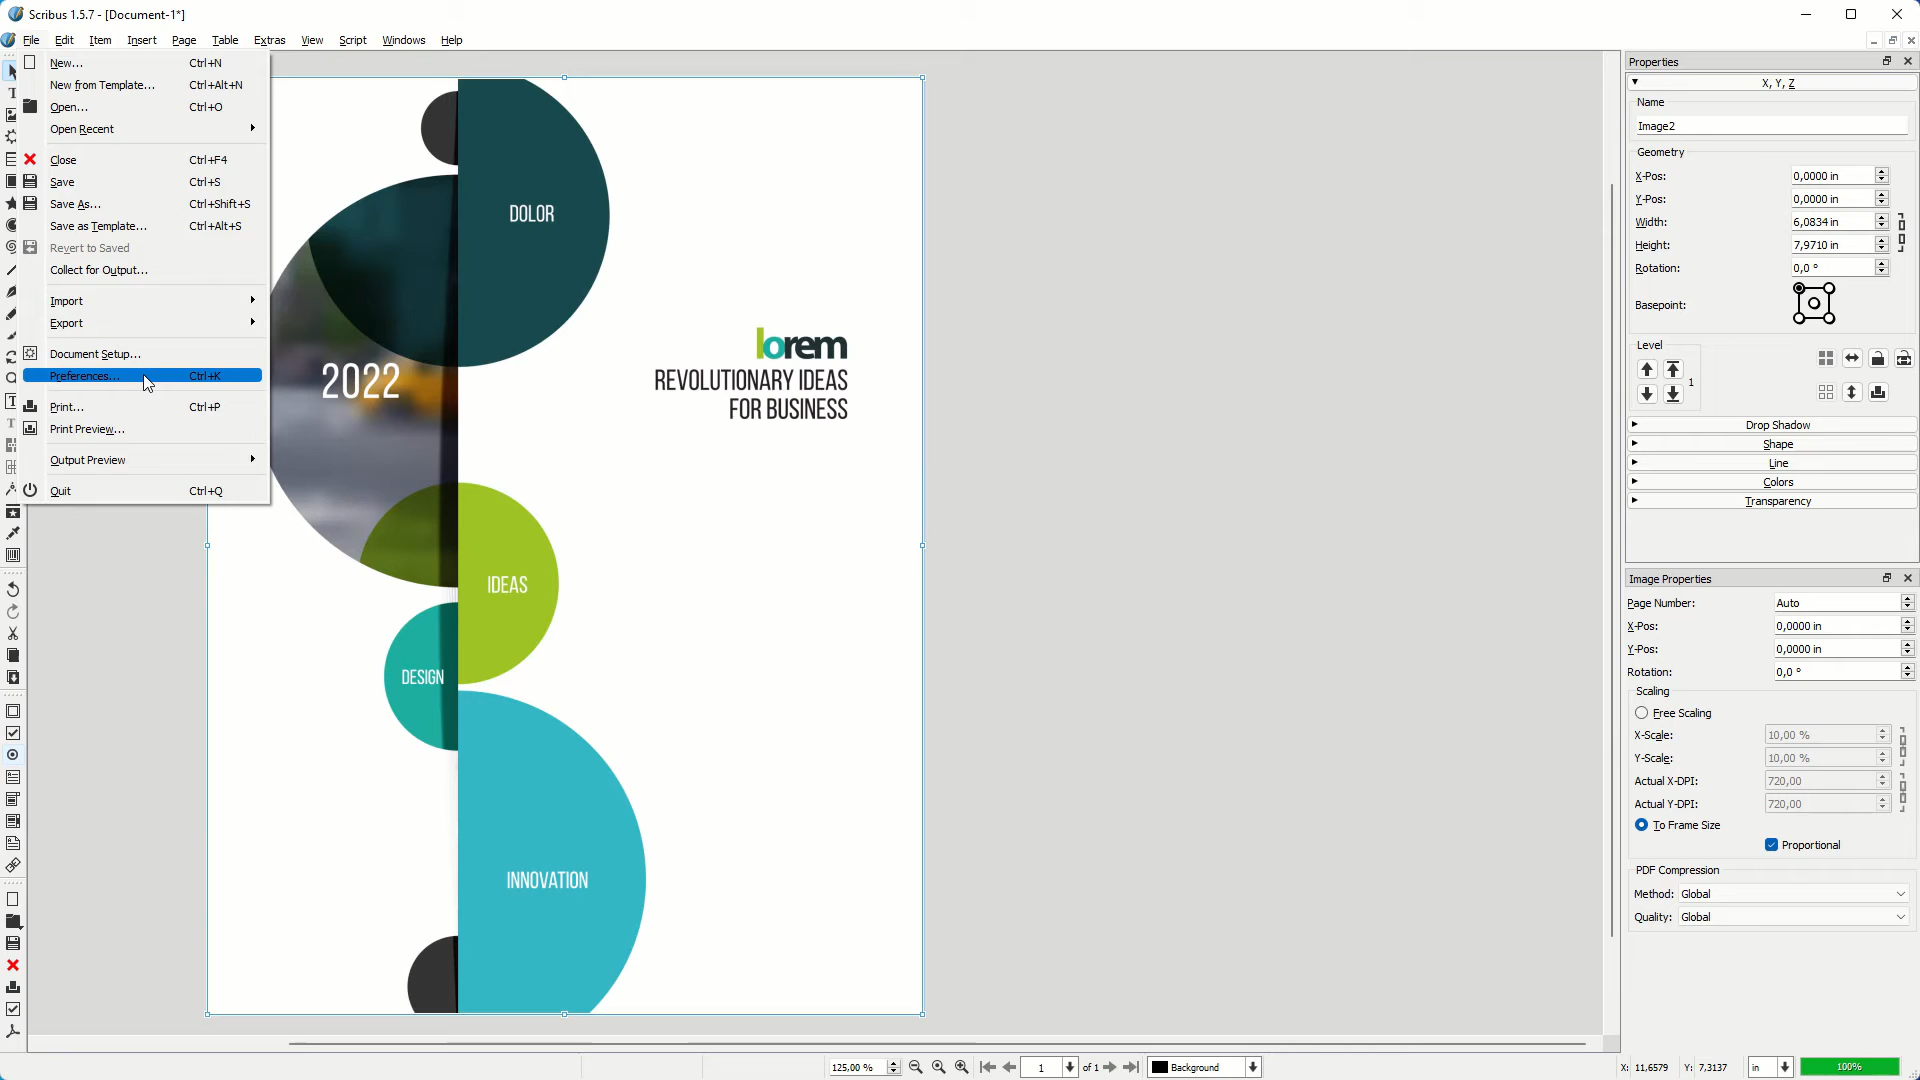 Scribus 1.5.7 - [Document-1*]
File Edit Item Insert Page Table Extras View Script Windows Help
New... Ctrl+N
New from Template... Ctrl+Alt+N
Open... Ctrl+O
Open Recent
Close Ctrl+F4
Save Ctrl+S
Save As... Ctrl+Shift+S
Save as Template... Ctrl+Alt+S
Revert to Saved
Collect for Output...
Import
Export
Document Setup...
Preferences... Ctrl+K
Print... Ctrl+P
Print Preview...
Output Preview
Quit Ctrl+Q
DOLOR
2022
lorem
REVOLUTIONARY IDEAS
FOR BUSINESS
IDEAS
DESIGN
INNOVATION
Properties
X, Y, Z
Name
Image2
Geometry
X-Pos: 0,0000 in
Y-Pos: 0,0000 in
Width: 6,0834 in
Height: 7,9710 in
Rotation: 0,0 °
Basepoint:
Level
1
Drop Shadow
Shape
Line
Colors
Transparency
Image Properties
Page Number: Auto
X-Pos: 0,0000 in
Y-Pos: 0,0000 in
Rotation: 0,0 °
Scaling
Free Scaling
X-Scale: 10,00 %
Y-Scale: 10,00 %
Actual X-DPI: 720,00
Actual Y-DPI: 720,00
To Frame Size
Proportional
PDF Compression
Method: Global
Quality: Global
125,00 % 1 of 1 Background X: 11,6579 Y: 7,3137 in 100%